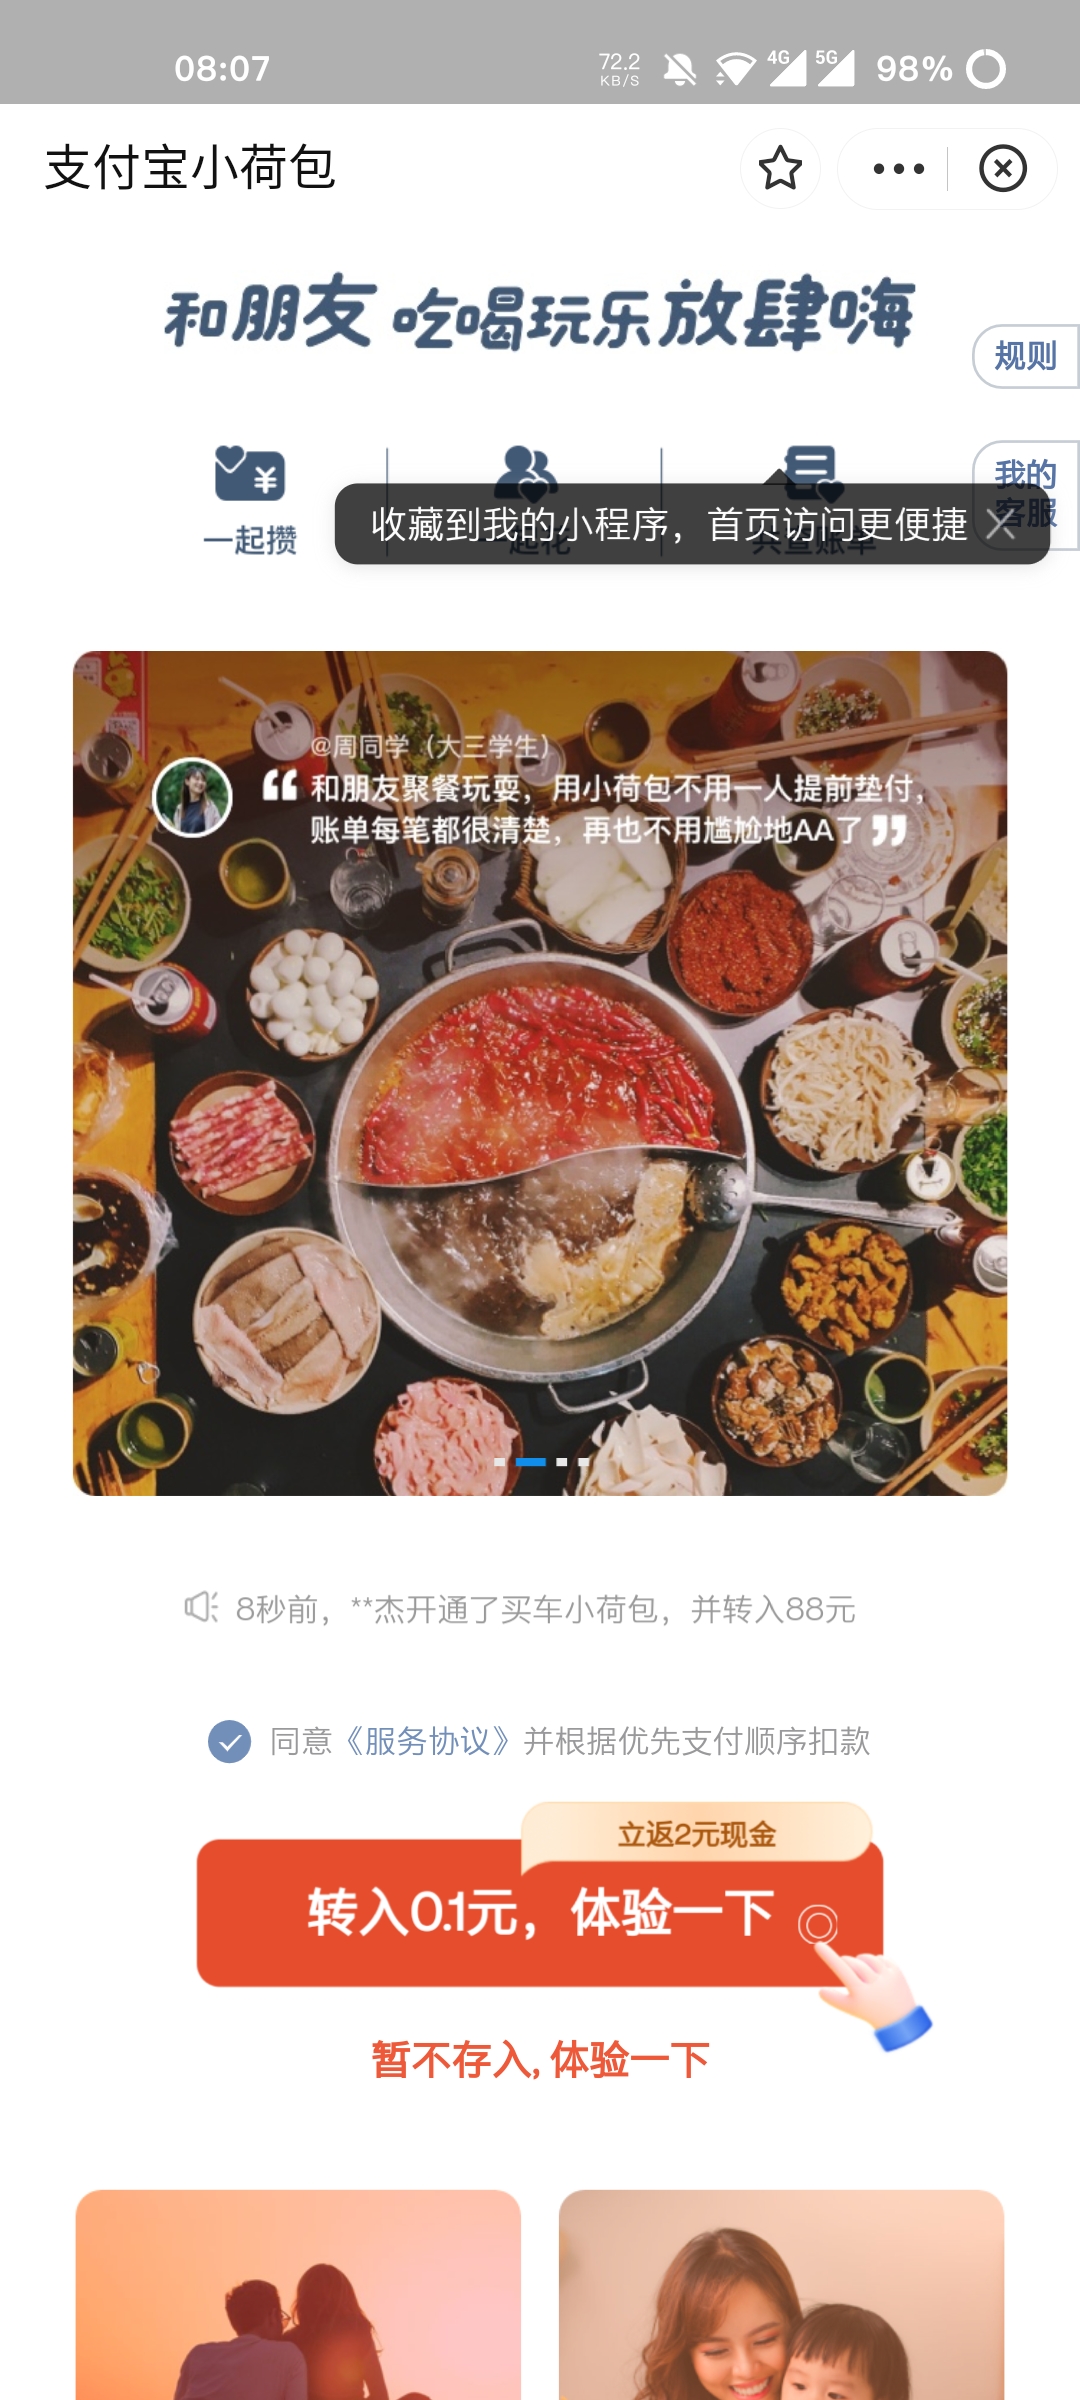 08:07
72.2
KB/S
4G
5G
98%
支付宝小荷包
和朋友 吃喝玩乐 放肆嗨
规则
我的
客服
一起攒
一起花
共查账单
收藏到我的小程序，首页访问更便捷
@周同学（大三学生）
“和朋友聚餐玩耍，用小荷包不用一人提前垫付，
账单每笔都很清楚，再也不用尴尬地AA了”
8秒前，**杰开通了买车小荷包，并转入88元
同意《服务协议》并根据优先支付顺序扣款
立返2元现金
转入0.1元，体验一下
暂不存入, 体验一下